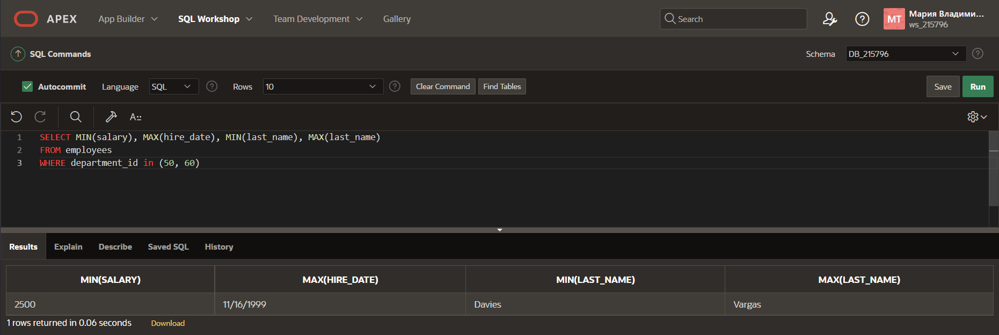 APEX App Builder SQL Workshop Team Development Gallery Search MT Мария Владими...
ws_215796
SQL Commands Schema DB_215796
Autocommit Language SQL Rows 10 Clear Command Find Tables Save Run
A::
1 SELECT MIN(salary), MAX(hire_date), MIN(last_name), MAX(last_name)
2 FROM employees
3 WHERE department_id in (50, 60)
Results Explain Describe Saved SQL History
MIN(SALARY) MAX(HIRE_DATE) MIN(LAST_NAME) MAX(LAST_NAME)
2500 11/16/1999 Davies Vargas
1 rows returned in 0.06 seconds Download